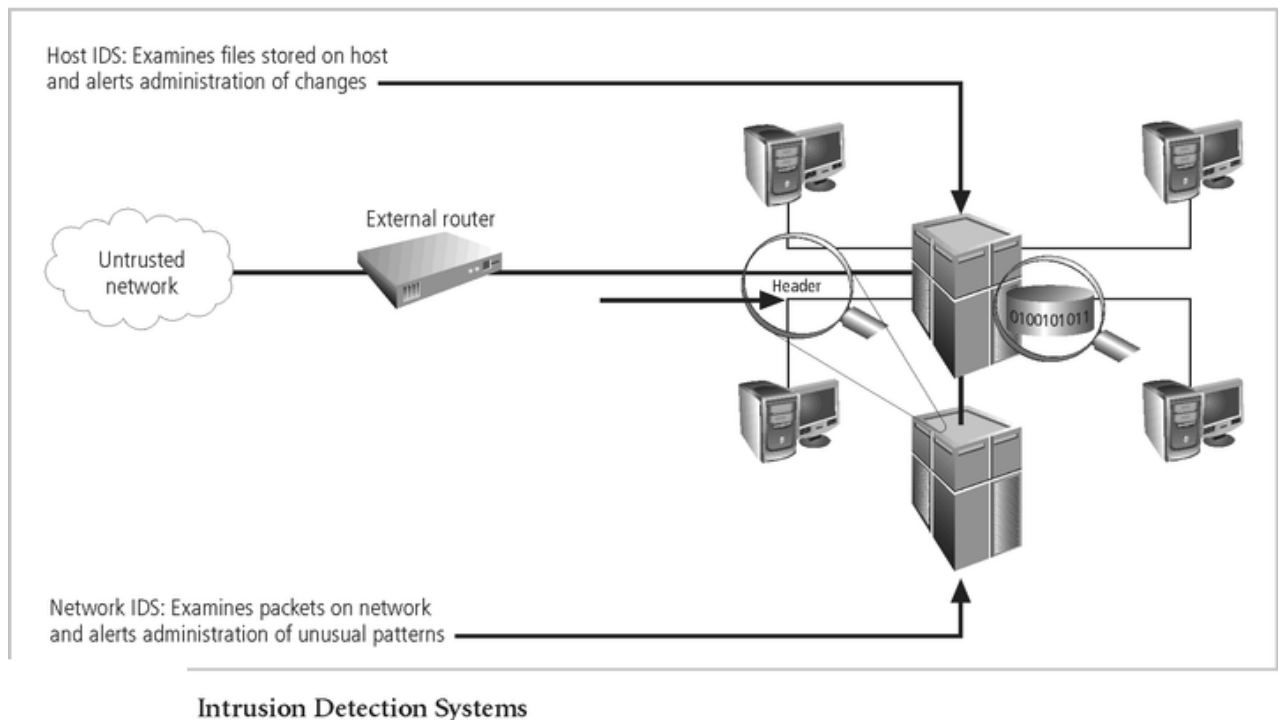 Host IDS: Examines files stored on host
and alerts administration of changes
External router
Untrusted
network
Header
0100101011
Network IDS: Examines packets on network
and alerts administration of unusual patterns
Intrusion Detection Systems